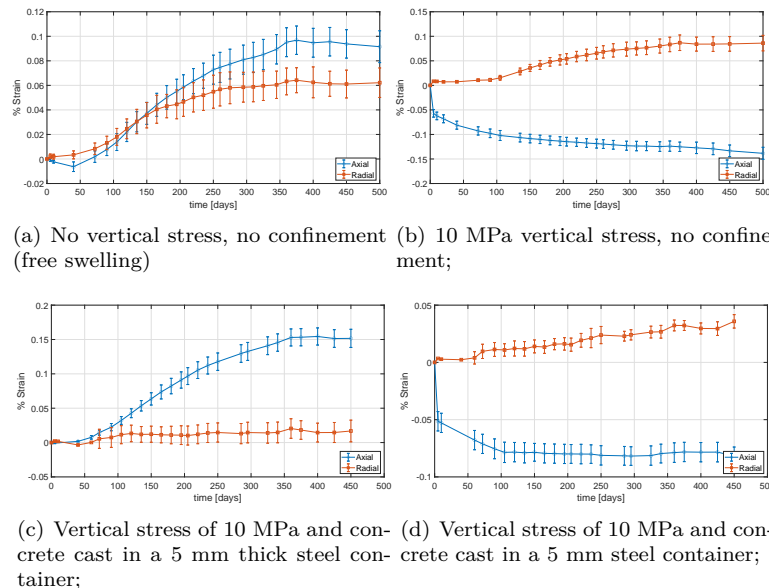 0.12
0.1
0.08
0.06
0.04
0.02
0
-0.02
% Strain
0 50 100 150 200 250 300 350 400 450 500
time [days]
Axial
Radial
0.1
0.05
0
-0.05
-0.1
-0.15
-0.2
% Strain
0 50 100 150 200 250 300 350 400 450 500
time [days]
Axial
Radial
(a) No vertical stress, no confinement
(free swelling)
(b) 10 MPa vertical stress, no confine
ment;
0.2
0.15
0.1
0.05
0
-0.05
% Strain
0 50 100 150 200 250 300 350 400 450 500
time [days]
Axial
Radial
0.05
0
-0.05
-0.1
% Strain
0 50 100 150 200 250 300 350 400 450 500
time [days]
Axial
Radial
(c) Vertical stress of 10 MPa and con-
crete cast in a 5 mm thick steel con-
tainer;
(d) Vertical stress of 10 MPa and con-
crete cast in a 5 mm steel container;